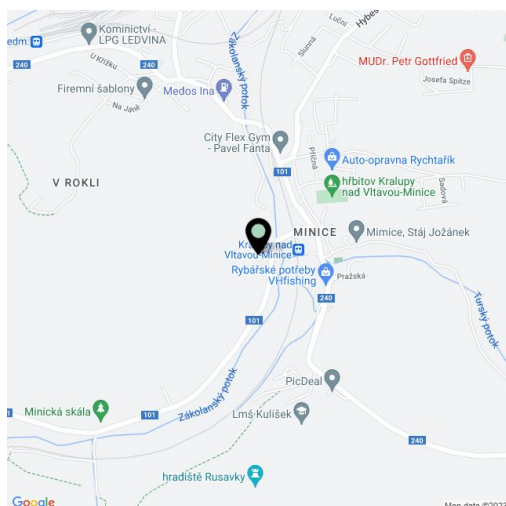 Kominictví -
LPG LEDVINA
edm.
240
U Křížku
Firemní šablony
Na Jámě
V ROKLI
Medos Ina
240
Zákolanský potok
Slunná
Luční
Hybeš
MUDr. Petr Gottfried
Josefa Spitze
City Flex Gym
- Pavel Fanta
101
Příčná
Auto-opravna Rychtařík
hřbitov Kralupy
nad Vltavou-Minice
Sadová
MINICE
Mimice, Stáj Jožánek
Kralupy nad
Vltavou-Minice
Rybářské potřeby
VHfishing
Pražská
240
Turský potok
101
PicDeal
Minická skála
101
Zákolanský potok
Lmš Kulíšek
240
hradiště Rusavky
Google